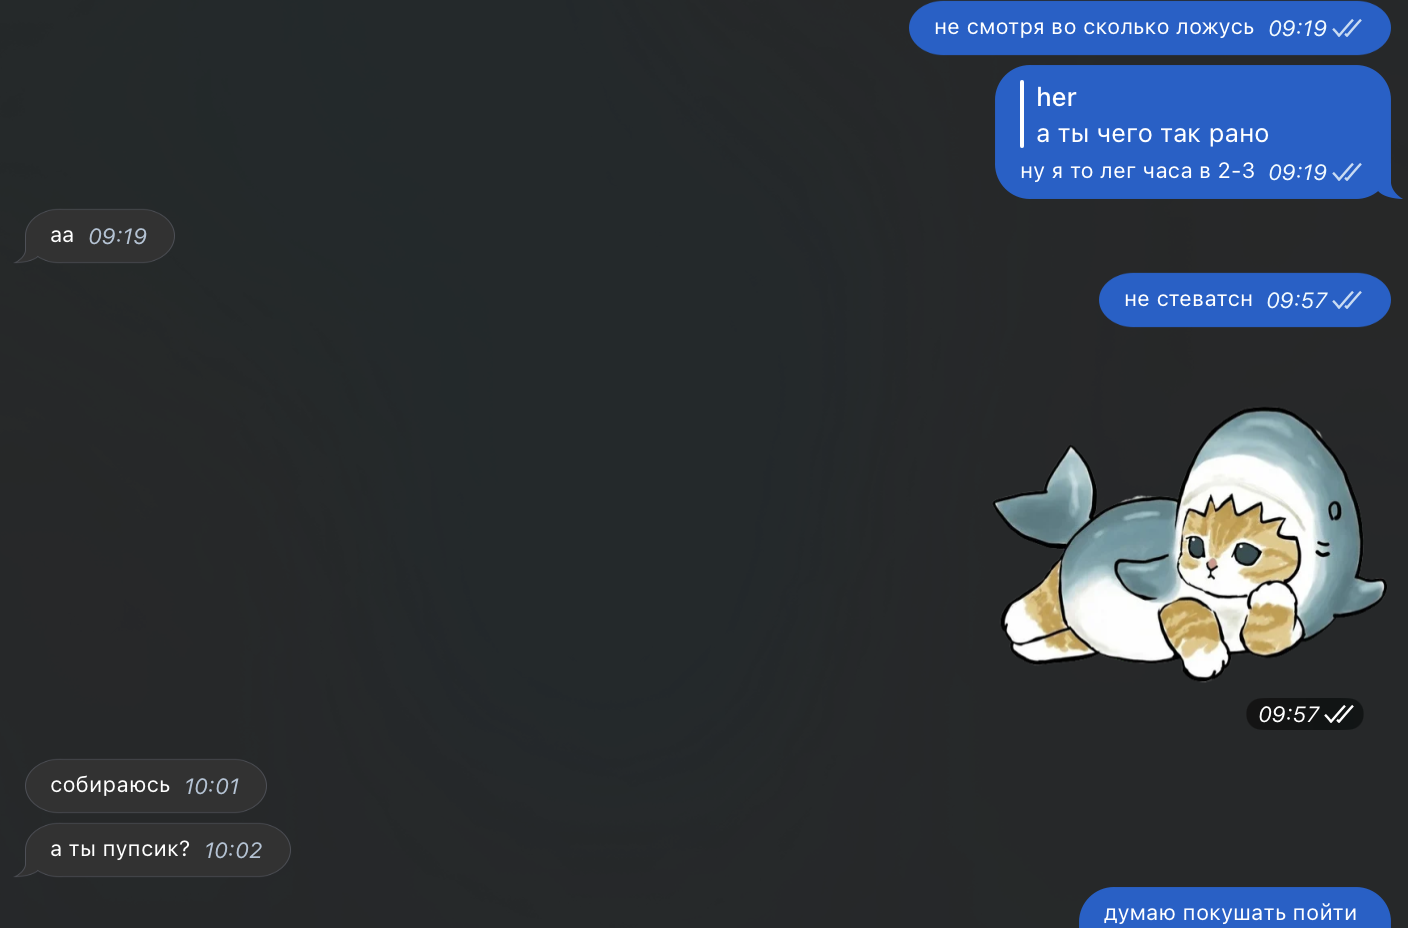 не смотря во сколько ложусь 09:19
her
а ты чего так рано
ну я то лег часа в 2-3 09:19
аа 09:19
не стеватсн 09:57
09:57
собираюсь 10:01
а ты пупсик? 10:02
думаю покушать пойти